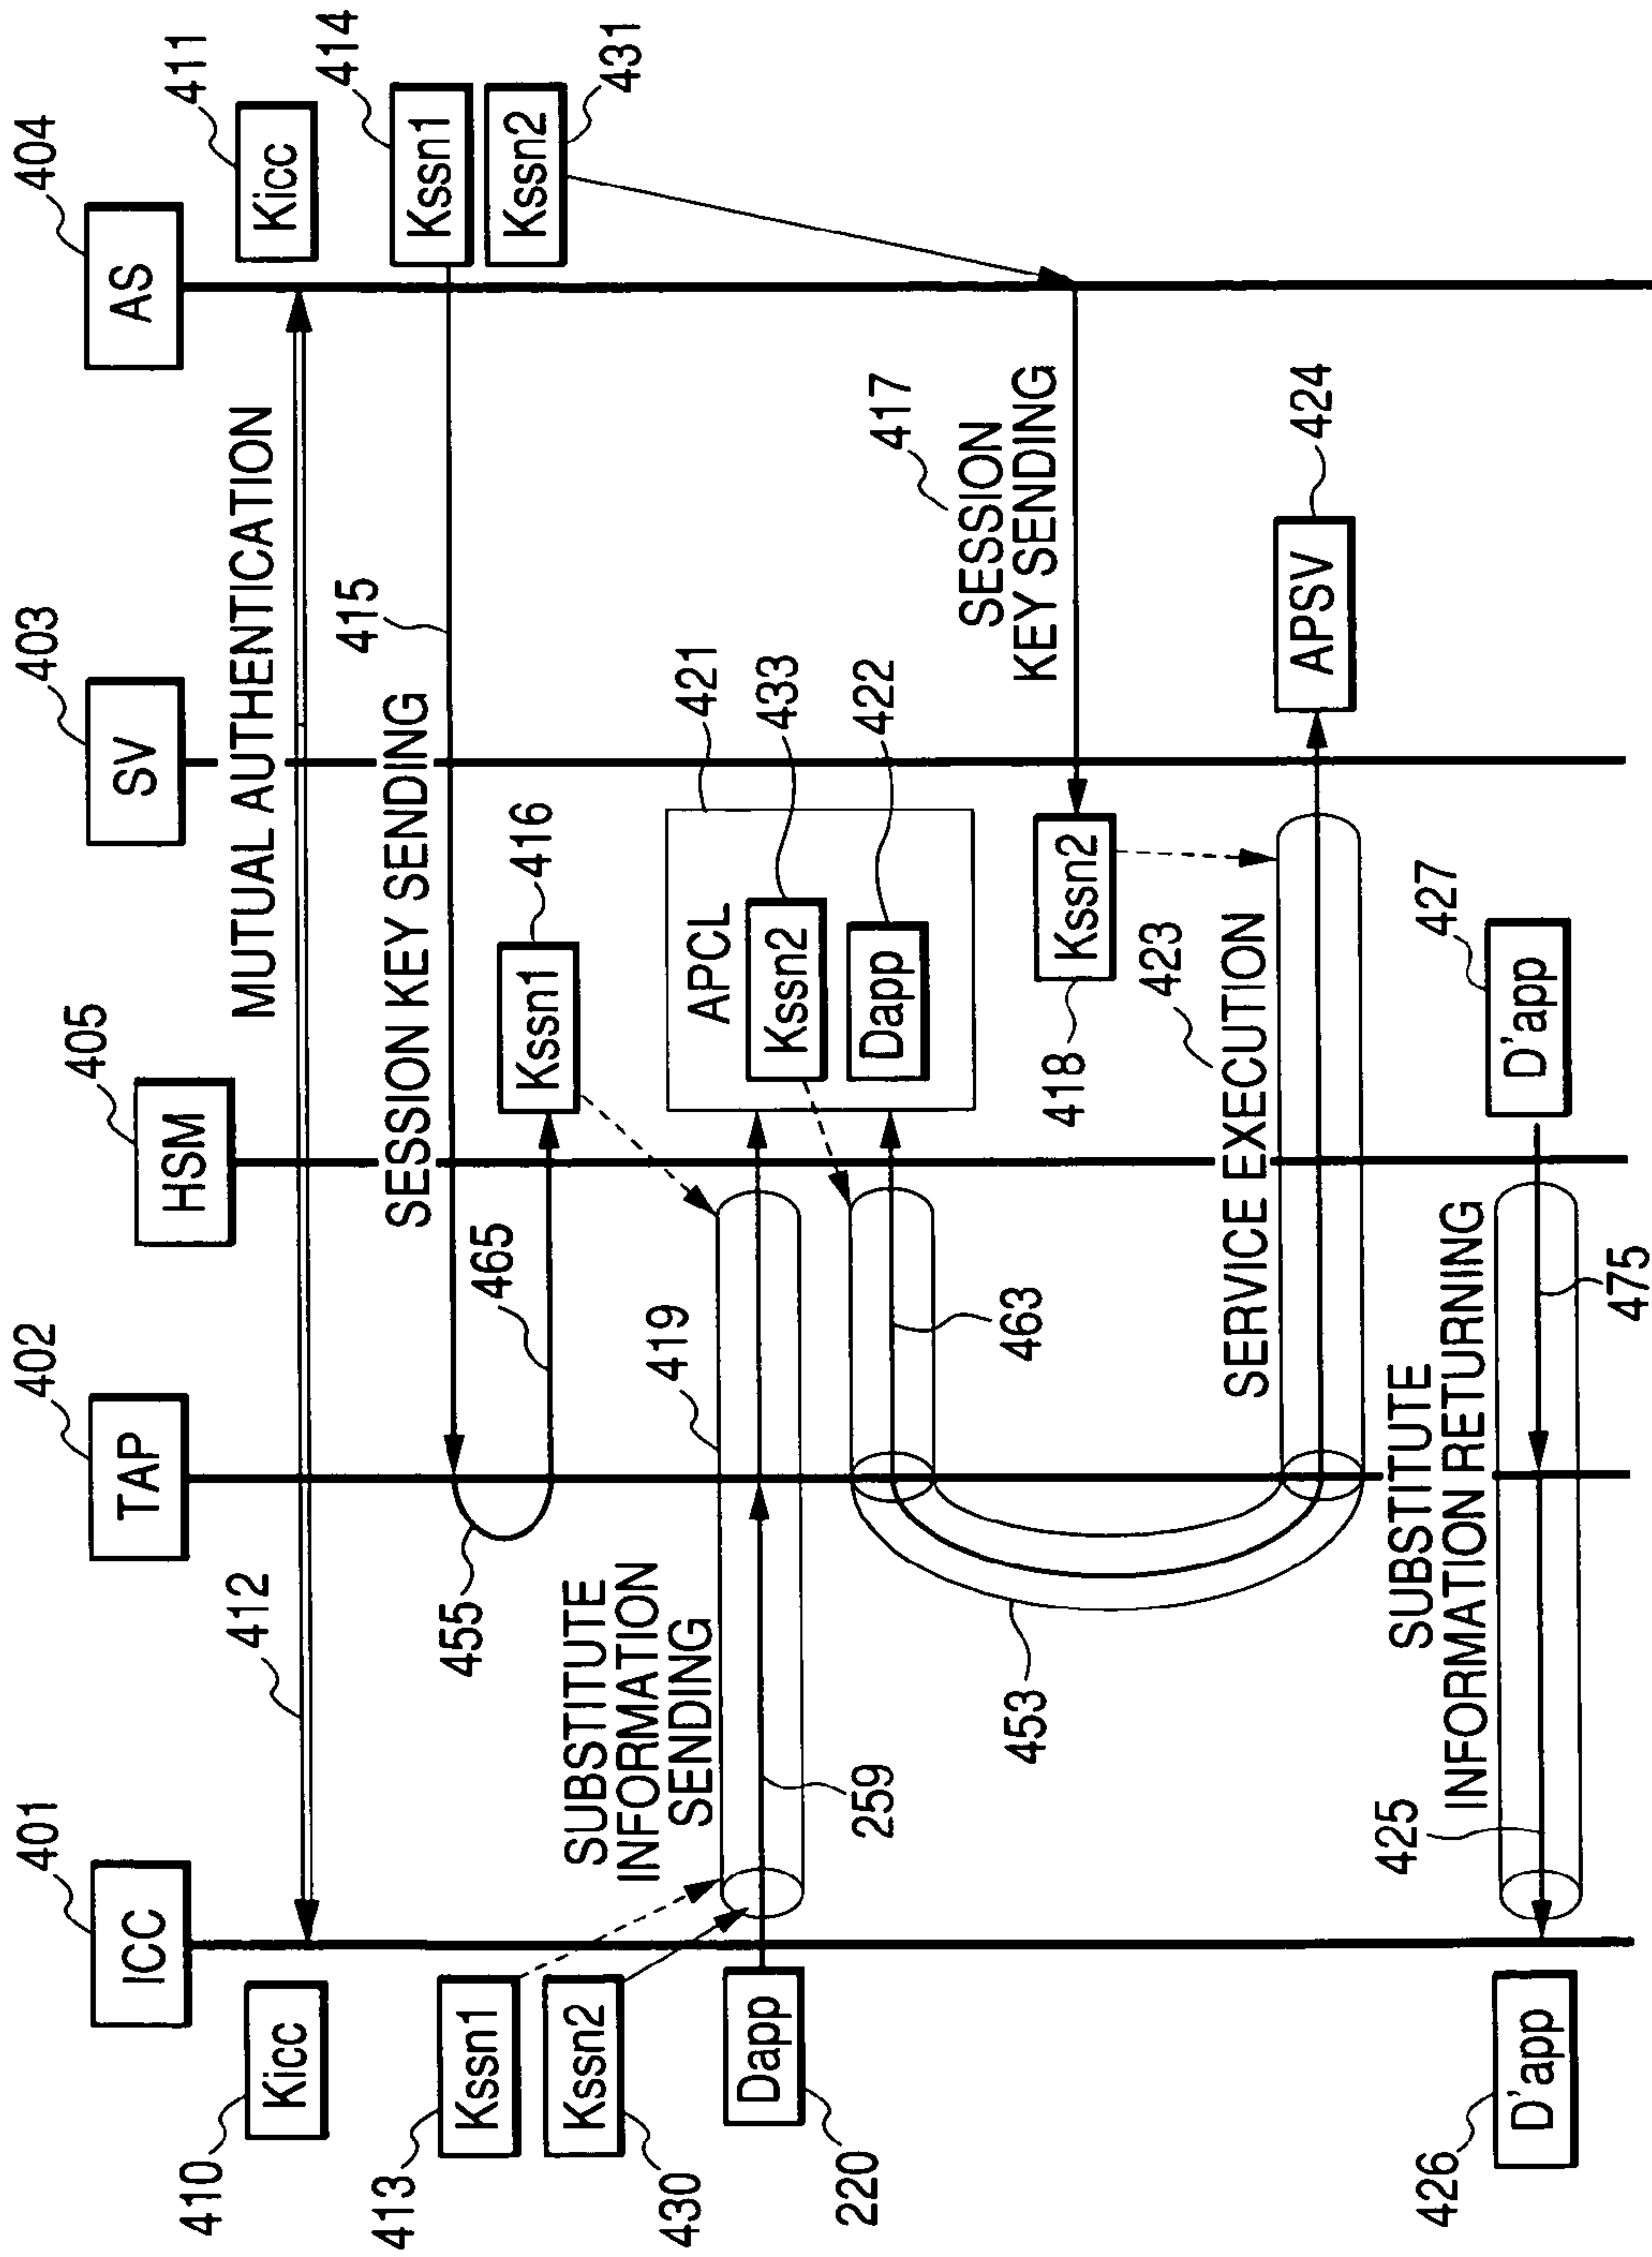 401
ICC
402
TAP
405
HSM
403
SV
404
AS
410
Kicc
412
MUTUAL AUTHENTICATION
Kicc
411
413
Kssn1
SESSION KEY SENDING
415
Kssn1
414
430
Kssn2
455
465
Kssn1
416
Kssn2
431
SUBSTITUTE
INFORMATION
SENDING
419
220
Dapp
259
421
APCL
Kssn2
433
Dapp
422
463
453
417
SESSION
KEY SENDING
418
Kssn2
423
SERVICE EXECUTION
APSV
424
SUBSTITUTE
INFORMATION RETURNING
426
D'app
425
475
D'app
427